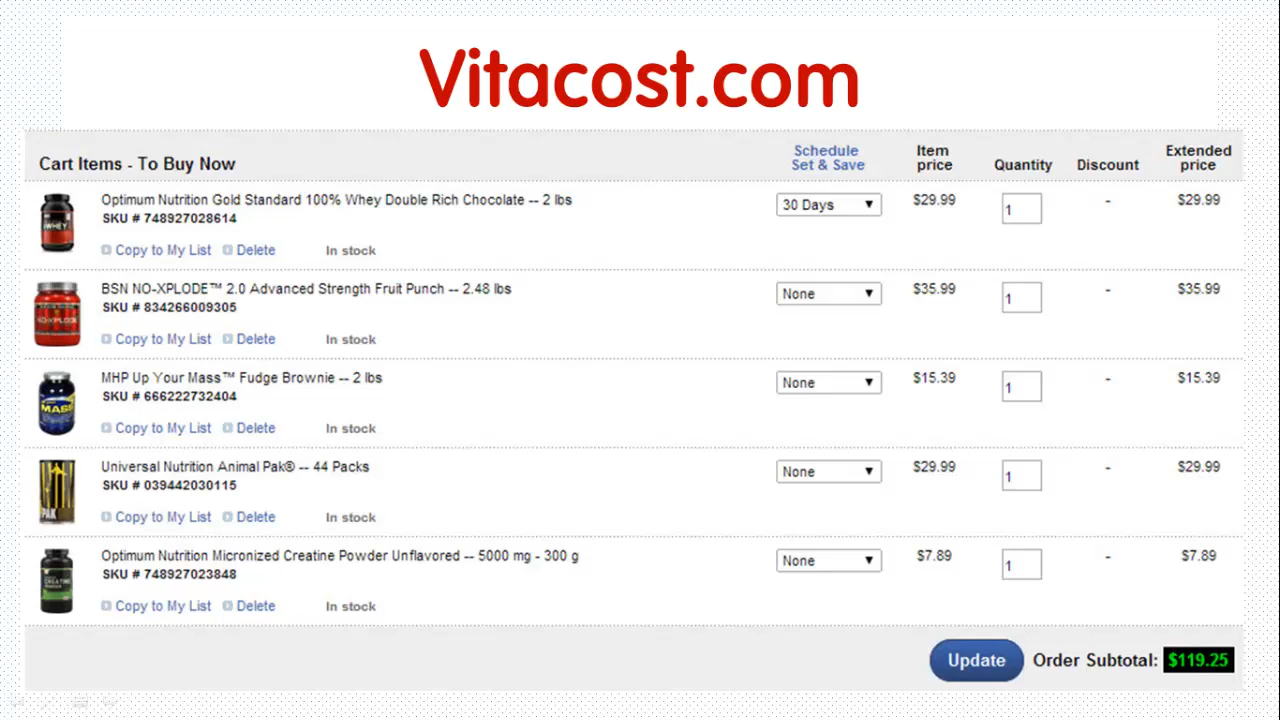 Vitacost.com
Cart Items - To Buy Now
Schedule Set & Save
Item price
Quantity
Discount
Extended price
Optimum Nutrition Gold Standard 100% Whey Double Rich Chocolate -- 2 lbs
SKU # 748927028614
Copy to My List Delete In stock
30 Days ▼ $29.99 1 - $29.99
WHEY
BSN NO-XPLODE™ 2.0 Advanced Strength Fruit Punch -- 2.48 lbs
SKU # 834266009305
Copy to My List Delete In stock
None ▼ $35.99 1 - $35.99
NO-XPLODE
MHP Up Your Mass™ Fudge Brownie -- 2 lbs
SKU # 666222732404
Copy to My List Delete In stock
None ▼ $15.39 1 - $15.39
MASS
Universal Nutrition Animal Pak® -- 44 Packs
SKU # 039442030115
Copy to My List Delete In stock
None ▼ $29.99 1 - $29.99
PAK
Optimum Nutrition Micronized Creatine Powder Unflavored -- 5000 mg - 300 g
SKU # 748927023848
Copy to My List Delete In stock
None ▼ $7.89 1 - $7.89
CREATINE
Update Order Subtotal: $119.25